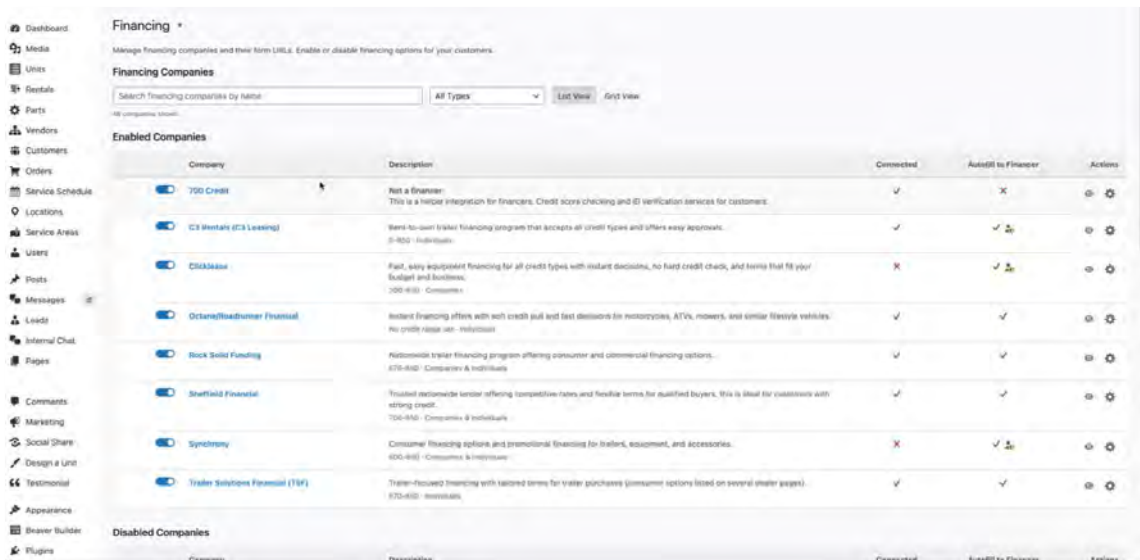 Dashboard
Media
Units
Rentals
Parts
Vendors
Customers
Orders
Service Schedule
Locations
Service Areas
Users
Posts
Messages
Leads
Internal Chat
Pages
Comments
Marketing
Social Share
Design a Unit
Testimonial
Appearance
Beaver Builder
Plugins
Financing
Manage financing companies and their form URLs. Enable or disable financing options for your customers.
Financing Companies
Search financing companies by name
All Types
List View Grid View
companies shown
Enabled Companies
Company Description Connected Autofill to Financer Actions
700 Credit
Not a financer
This is a helper integration for financers. Credit score checking and ID verification services for customers.
C3 Rentals (C3 Leasing)
Rent-to-own trailer financing program that accepts all credit types and offers easy approvals.
0-850 · Individuals
Clicklease
Fast, easy equipment financing for all credit types with instant decisions, no hard credit check, and terms that fit your
budget and business.
Companies
Octane/Roadrunner Financial
Instant financing offers with soft credit pull and fast decisions for motorcycles, ATVs, mowers, and similar lifestyle vehicles.
No credit range set · Individuals
Rock Solid Funding
Nationwide trailer financing program offering consumer and commercial financing options.
Companies & Individuals
Sheffield Financial
Trusted nationwide lender offering competitive rates and flexible terms for qualified buyers, this is ideal for customers with
strong credit.
Companies & Individuals
Synchrony
Consumer financing options and promotional financing for trailers, equipment, and accessories.
Companies & Individuals
Trailer Solutions Financial (TSF)
Trailer-focused financing with tailored terms for trailer purchases (consumer options listed on several dealer pages).
Individuals
Disabled Companies
Company Description Connected Autofill to Financer Actions